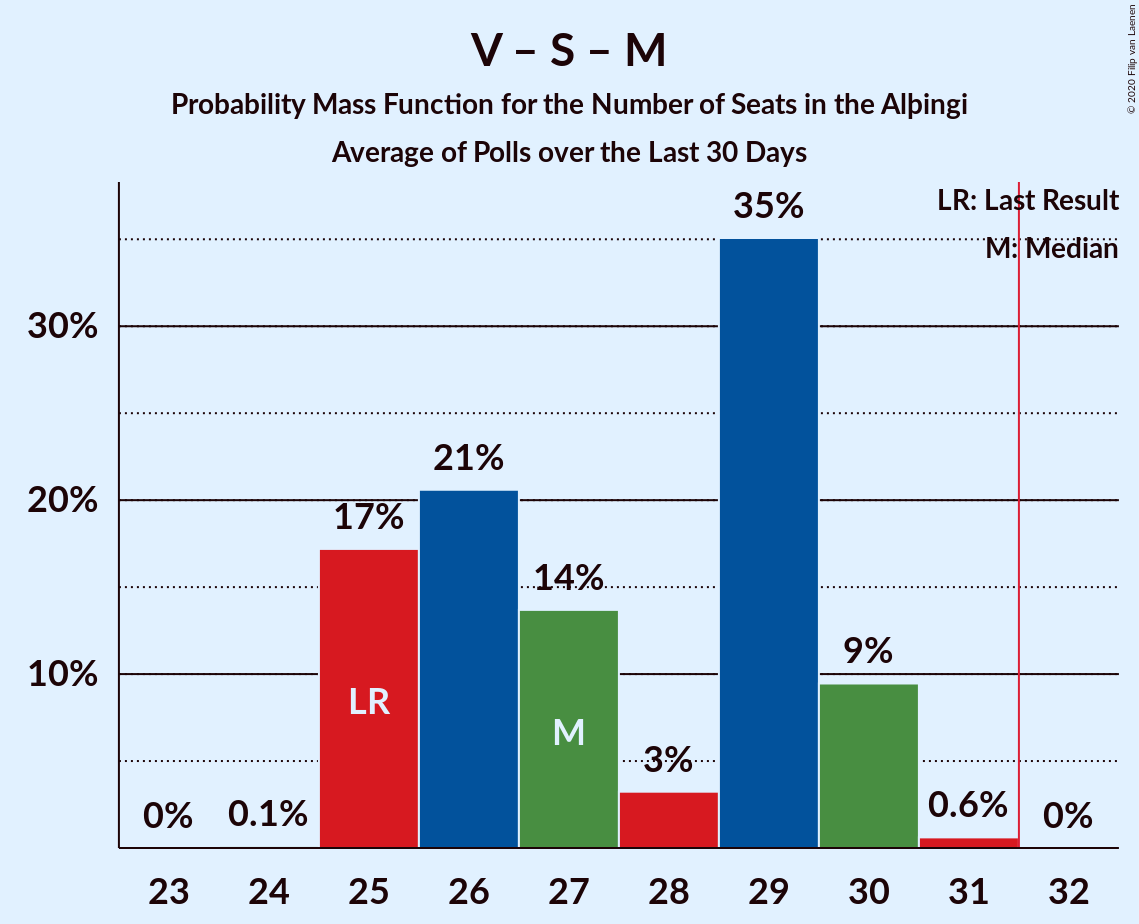 V – S – M
Probability Mass Function for the Number of Seats in the Alþingi
Average of Polls over the Last 30 Days
© 2020 Filip van Laenen
LR: Last Result
M: Median
35%
30%
21%
20%
17%
14%
10%
9%
LR
M
3%
0%
0.1%
0.6%
0%
23 24 25 26 27 28 29 30 31 32